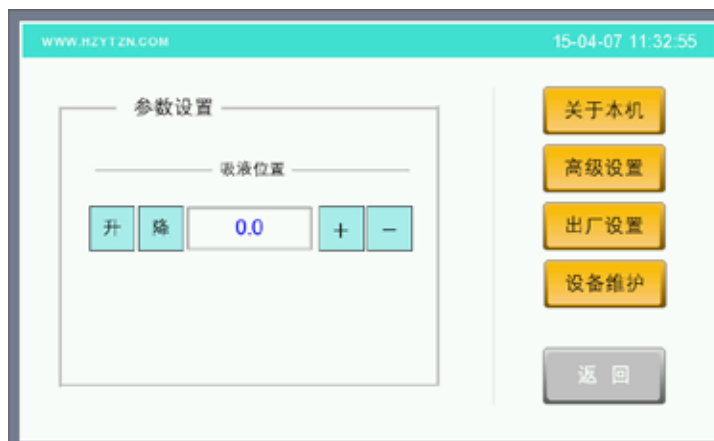 WWW.HZYTZN.COM 15-04-07 11:32:55
参数设置
吸液位置
升 降 0.0 + −
关于本机
高级设置
出厂设置
设备维护
返 回